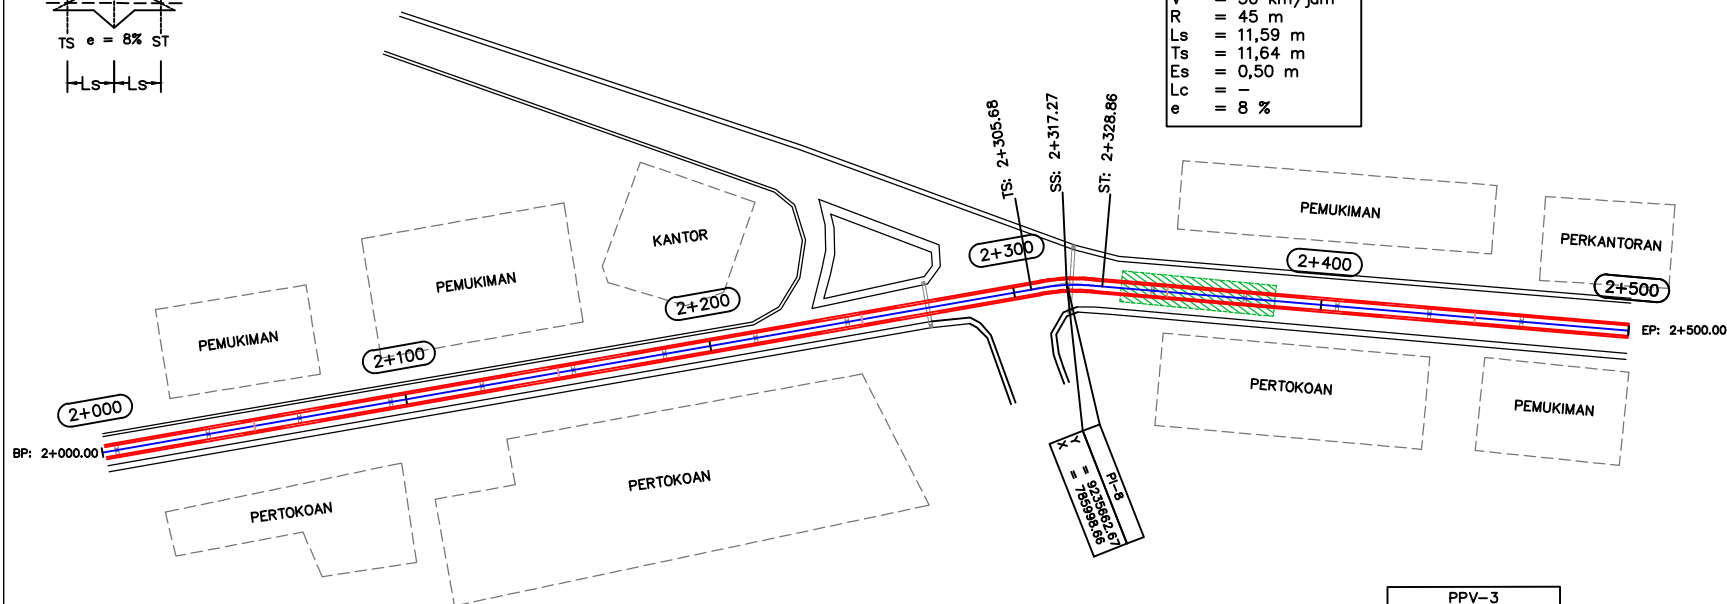 TS e = 8% ST
Ls Ls
R = 45 m
Ls = 11,59 m
Ts = 11,64 m
Es = 0,50 m
Lc = –
e = 8 %
TS: 2+305.68
SS: 2+317.27
ST: 2+328.86
PEMUKIMAN
PERKANTORAN
KANTOR
PEMUKIMAN
PEMUKIMAN
2+000
2+100
2+200
2+300
2+400
2+500
BP: 2+000.00
EP: 2+500.00
PERTOKOAN
PEMUKIMAN
PERTOKOAN
PERTOKOAN
PI-8
Y = 9235662.67
X = 785998.66
PPV-3